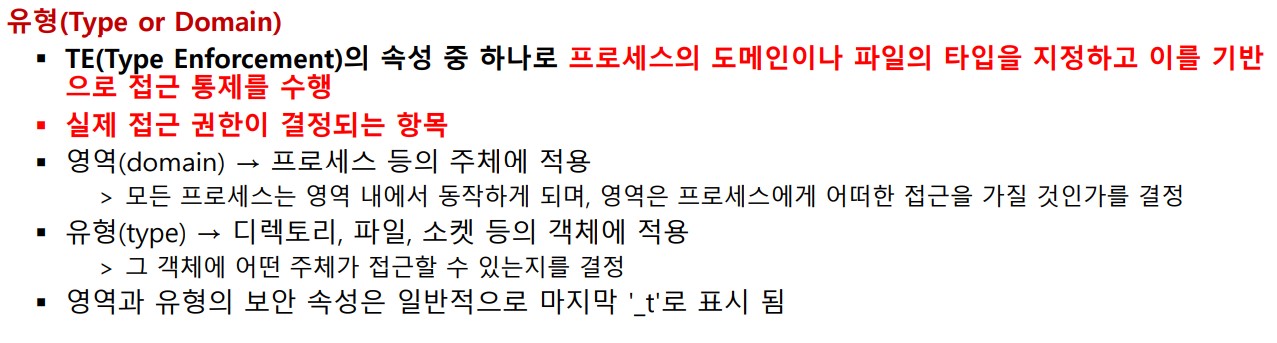 유형(Type or Domain)
▪ TE(Type Enforcement)의 속성 중 하나로 프로세스의 도메인이나 파일의 타입을 지정하고 이를 기반
으로 접근 통제를 수행
▪ 실제 접근 권한이 결정되는 항목
▪ 영역(domain) → 프로세스 등의 주체에 적용
> 모든 프로세스는 영역 내에서 동작하게 되며, 영역은 프로세스에게 어떠한 접근을 가질 것인가를 결정
▪ 유형(type) → 디렉토리, 파일, 소켓 등의 객체에 적용
> 그 객체에 어떤 주체가 접근할 수 있는지를 결정
▪ 영역과 유형의 보안 속성은 일반적으로 마지막 '_t'로 표시 됨